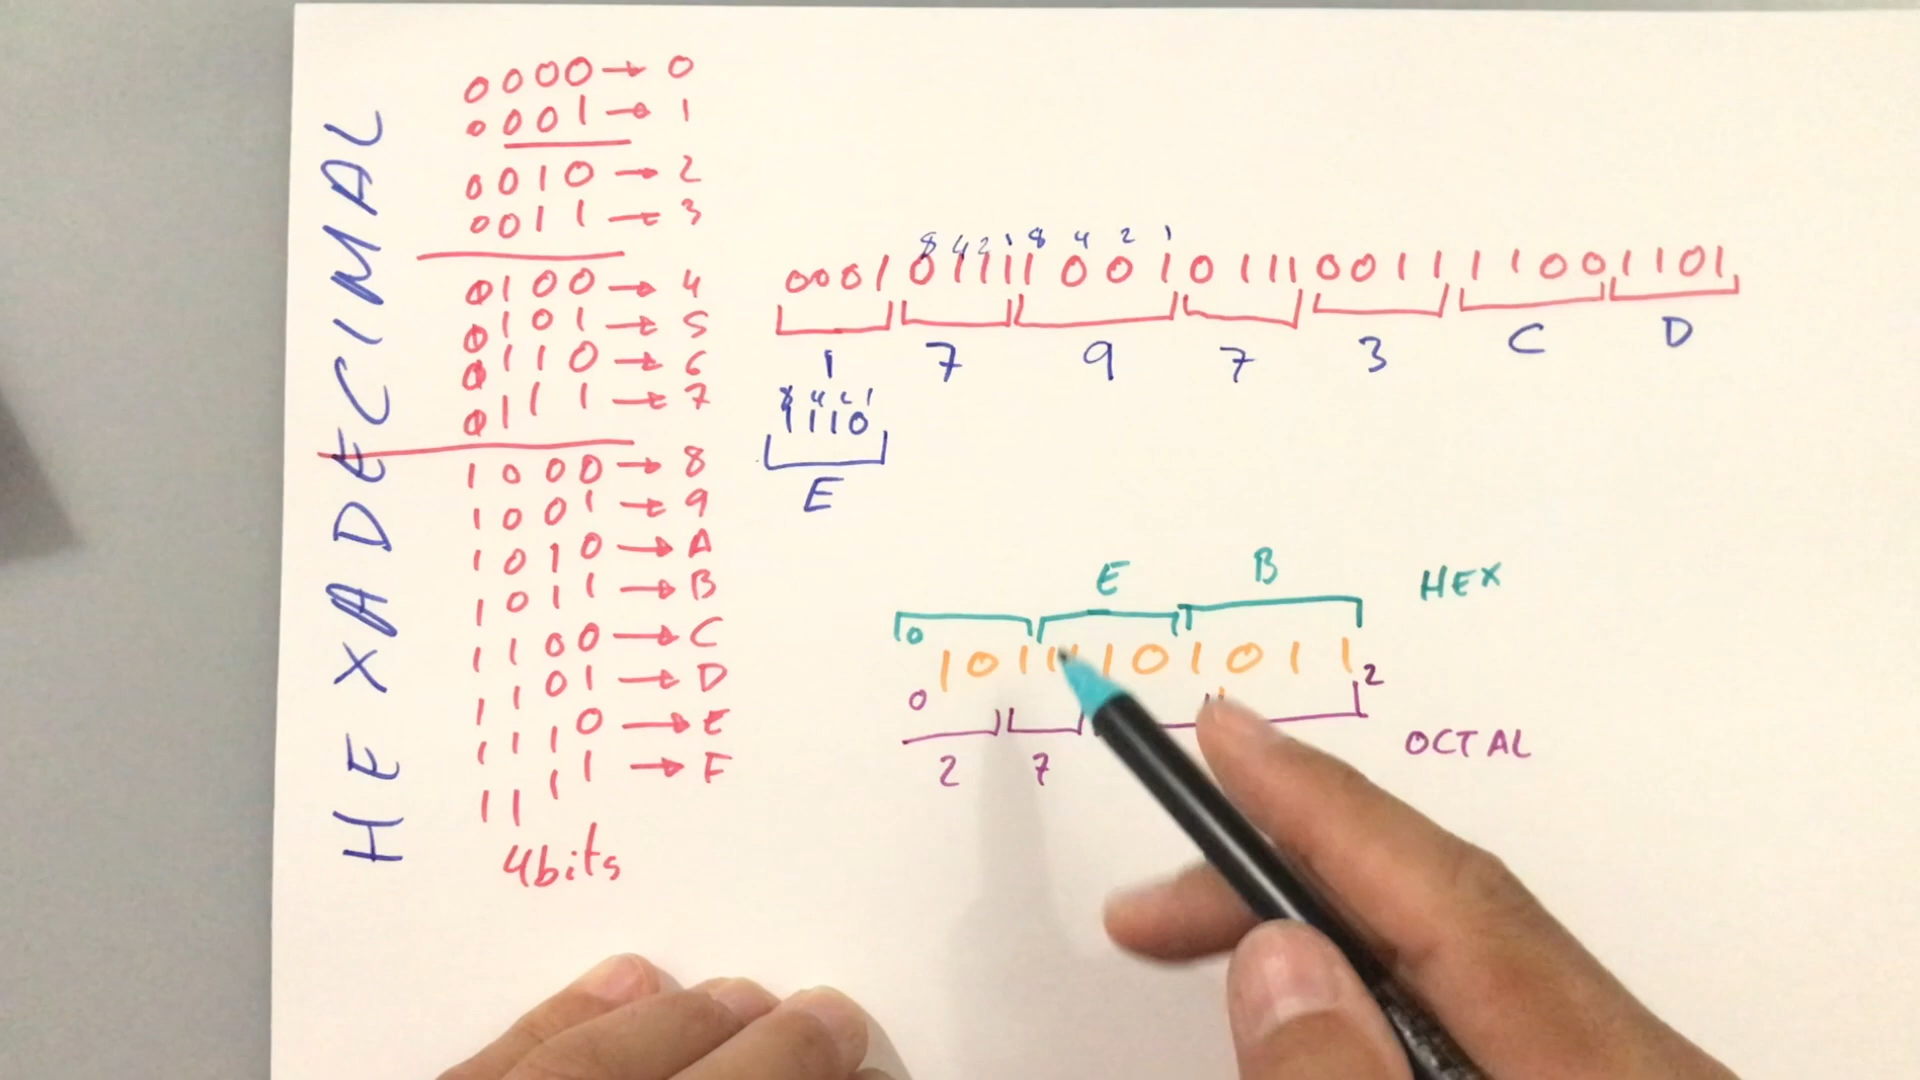 HEXADECIMAL
0000 → 0
0001 → 1
0010 → 2
0011 → 3
0100 → 4
0101 → 5
0110 → 6
0111 → 7
1000 → 8
1001 → 9
1010 → A
1011 → B
1100 → C
1101 → D
1110 → E
1111 → F
4bits
8 4 2 1 8 4 2 1
0001 0111 1001 0111 0011 1100 1101
1 7 9 7 3 C D
8 4 2 1
1110
E
E B HEX
0
101 1110 1011 2
0
OCTAL
2 7